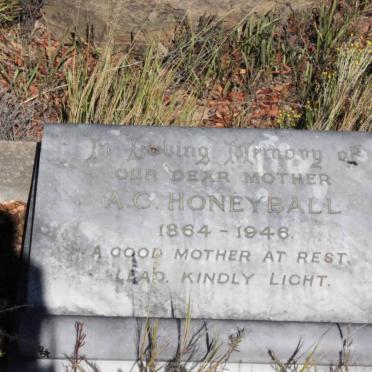 In Loving Memory of
OUR DEAR MOTHER
A.C. HONEYBALL
1864 - 1946.
A GOOD MOTHER AT REST.
LEAD, KINDLY LIGHT.